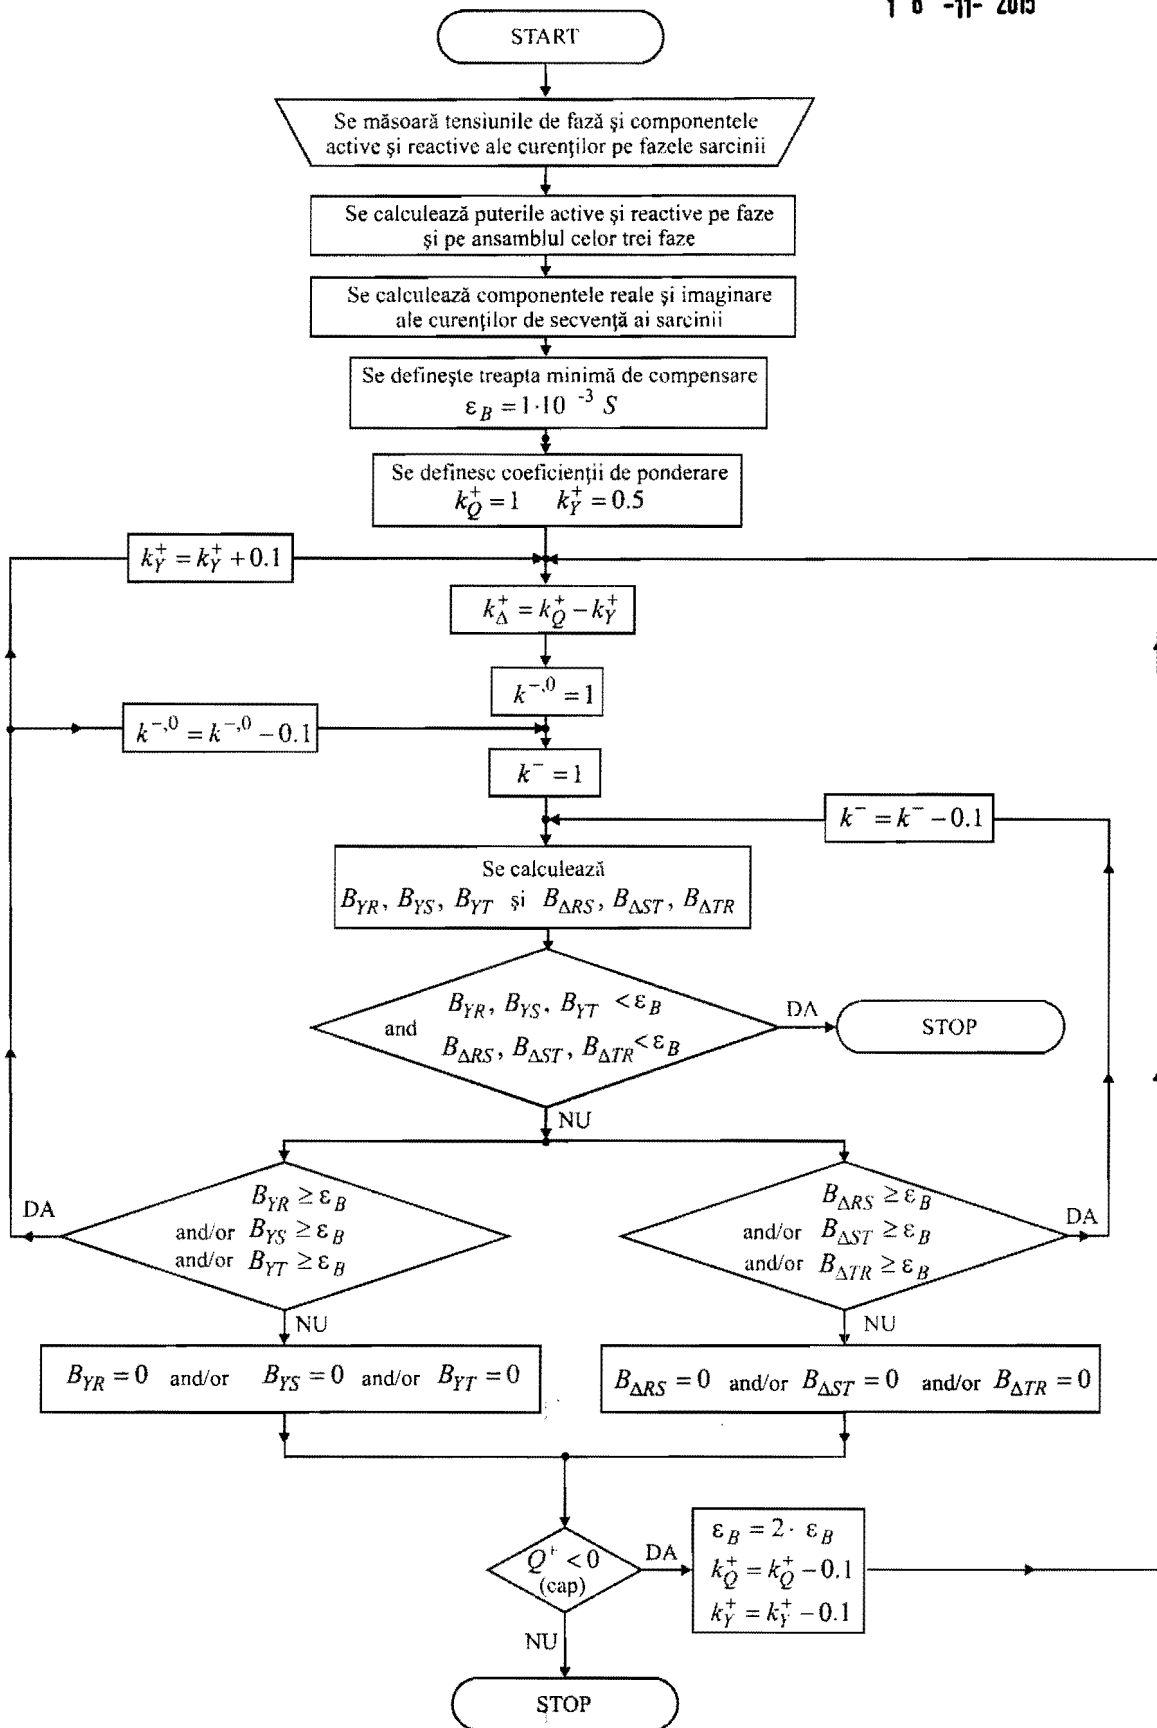 1 6 -11- 2015
START
Se măsoară tensiunile de fază şi componentele
active şi reactive ale curenţilor pe fazele sarcinii
Se calculează puterile active şi reactive pe faze
şi pe ansamblul celor trei faze
Se calculează componentele reale şi imaginare
ale curenţilor de secvenţă ai sarcinii
Se defineşte treapta minimă de compensare
ε_B = 1·10^-3 S
Se definesc coeficienţii de ponderare
k_Q^+ = 1 k_Y^+ = 0.5
k_Y^+ = k_Y^+ + 0.1
k_Δ^+ = k_Q^+ − k_Y^+
k^-,0 = 1
k^-,0 = k^-,0 − 0.1
k^- = 1
k^- = k^- − 0.1
Se calculează
B_YR, B_YS, B_YT şi B_ΔRS, B_ΔST, B_ΔTR
B_YR, B_YS, B_YT < ε_B
and
B_ΔRS, B_ΔST, B_ΔTR < ε_B
DA
STOP
NU
DA
B_YR ≥ ε_B
and/or B_YS ≥ ε_B
and/or B_YT ≥ ε_B
NU
B_ΔRS ≥ ε_B
and/or B_ΔST ≥ ε_B
and/or B_ΔTR ≥ ε_B
DA
NU
B_YR = 0 and/or B_YS = 0 and/or B_YT = 0
B_ΔRS = 0 and/or B_ΔST = 0 and/or B_ΔTR = 0
Q^+ < 0
(cap)
DA
ε_B = 2 · ε_B
k_Q^+ = k_Q^+ − 0.1
k_Y^+ = k_Y^+ − 0.1
NU
STOP